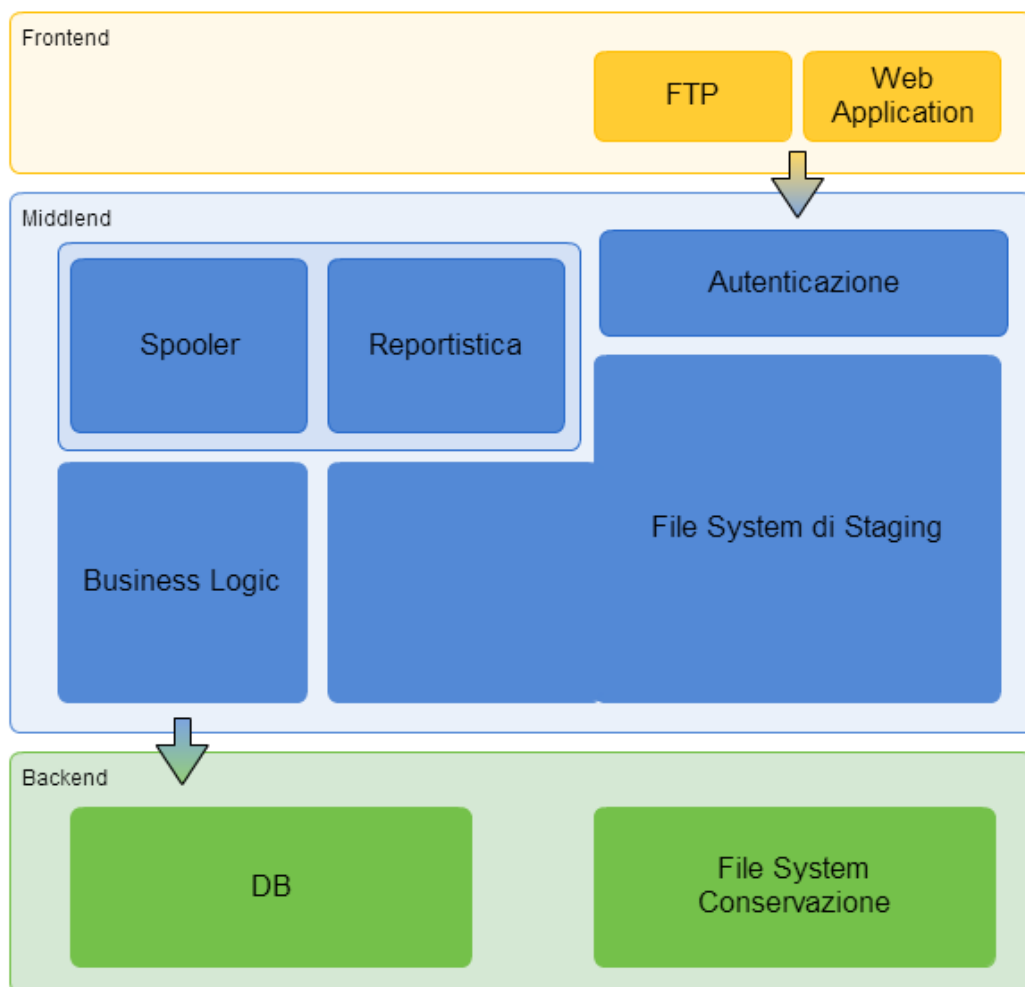 Frontend
FTP
Web
Application
Middlend
Autenticazione
Spooler
Reportistica
File System di Staging
Business Logic
Backend
DB
File System
Conservazione